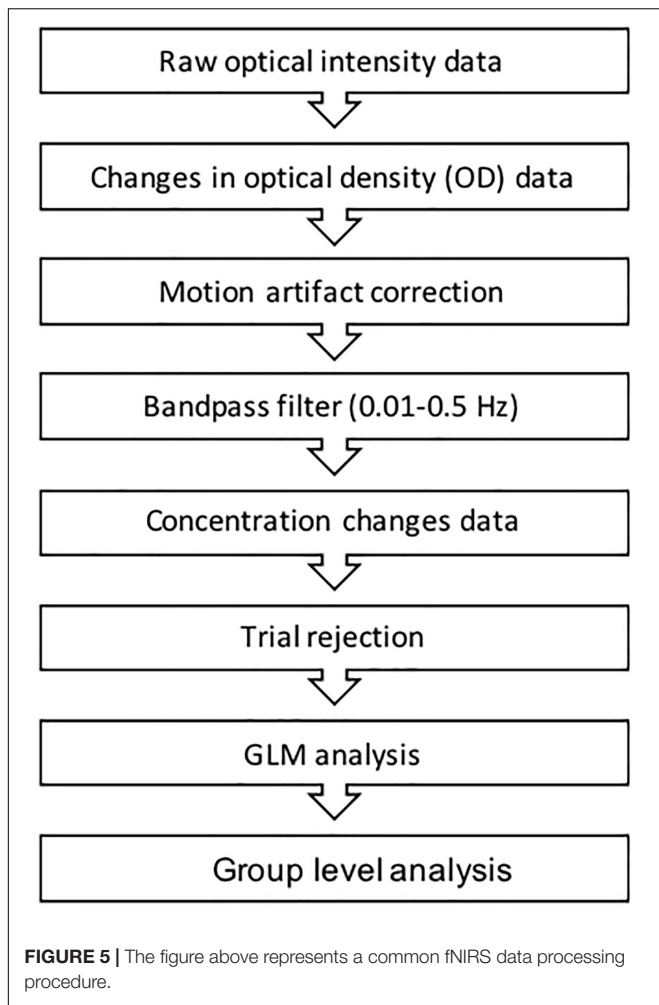 Raw optical intensity data
Changes in optical density (OD) data
Motion artifact correction
Bandpass filter (0.01-0.5 Hz)
Concentration changes data
Trial rejection
GLM analysis
Group level analysis
FIGURE 5 | The figure above represents a common fNIRS data processing
procedure.